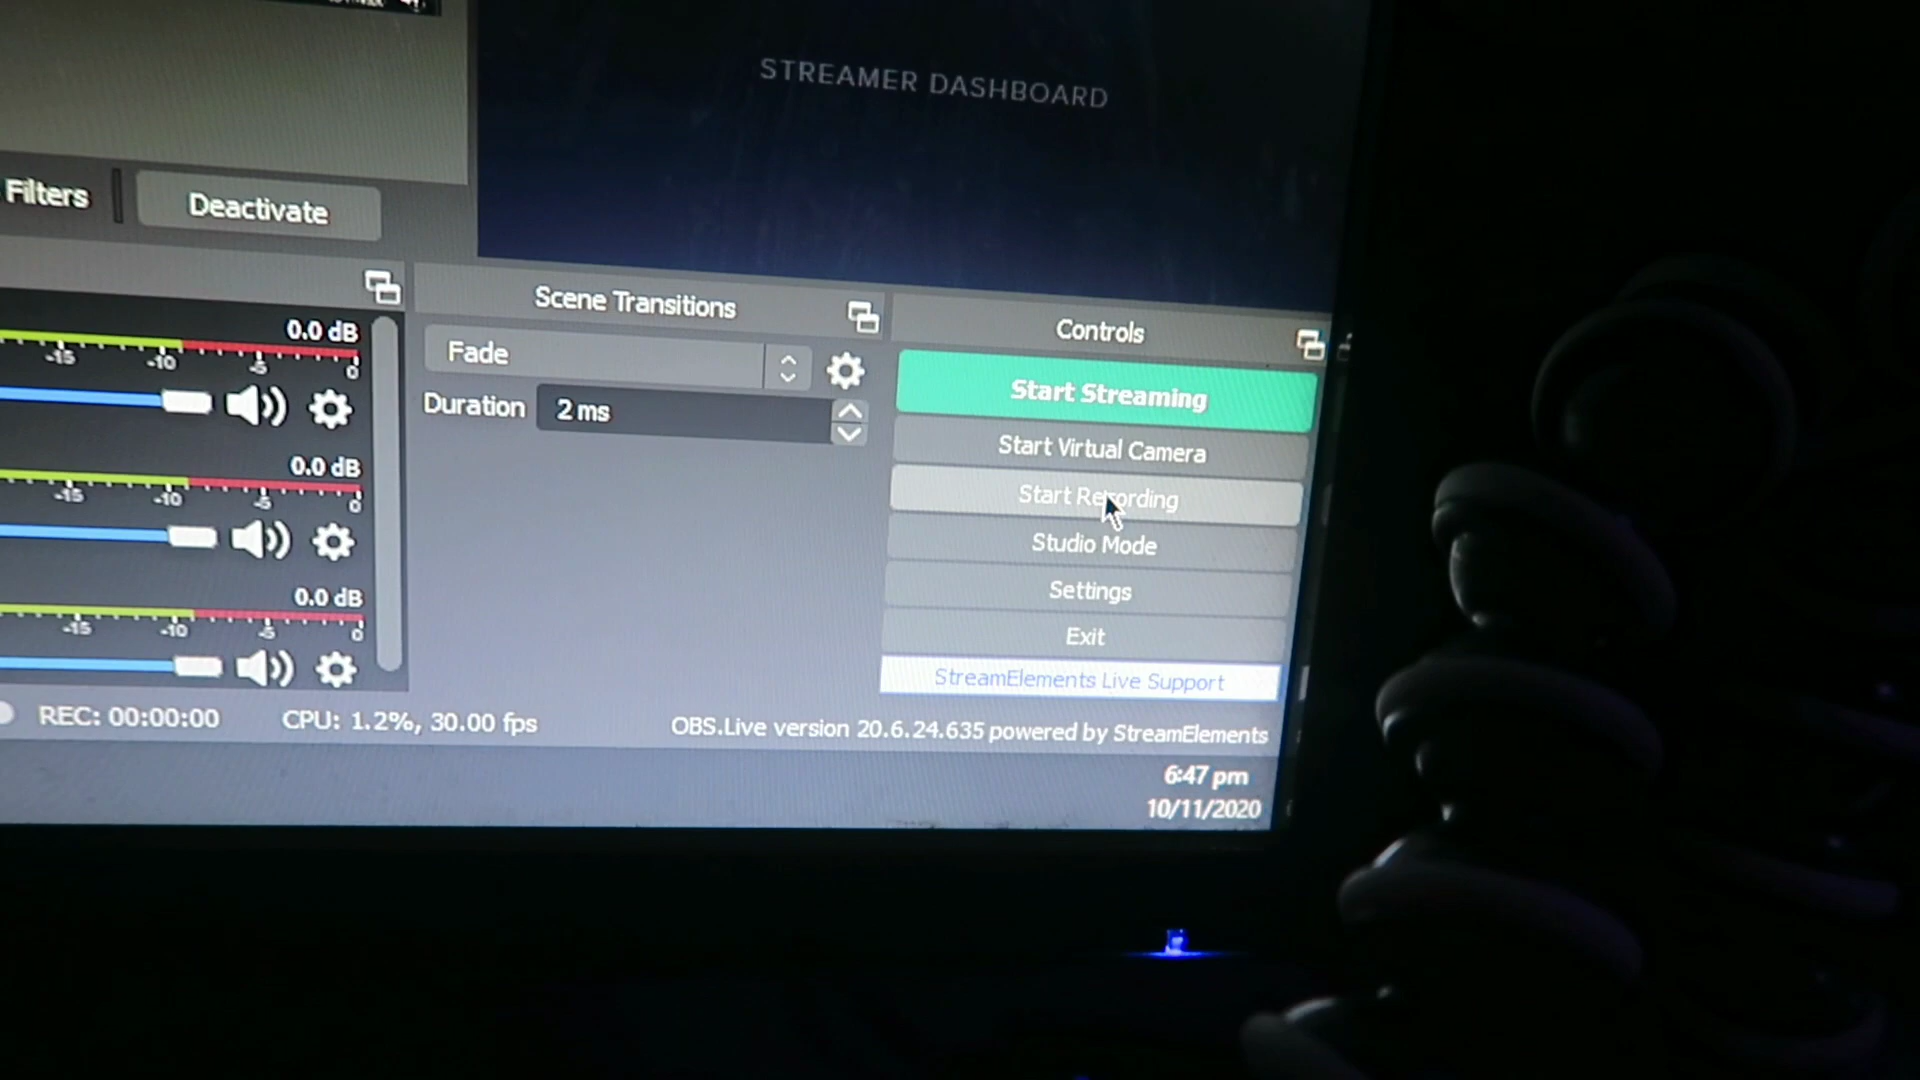 STREAMER DASHBOARD
Filters
Deactivate
Scene Transitions
Controls
0.0 dB
-15 -10 -5 0
Fade
Duration
2 ms
Start Streaming
Start Virtual Camera
0.0 dB
-15 -10 -5 0
Start Recording
Studio Mode
Settings
0.0 dB
-15 -10 -5 0
Exit
StreamElements Live Support
REC: 00:00:00
CPU: 1.2%, 30.00 fps
OBS.Live version 20.6.24.635 powered by StreamElements
6:47 pm
10/11/2020